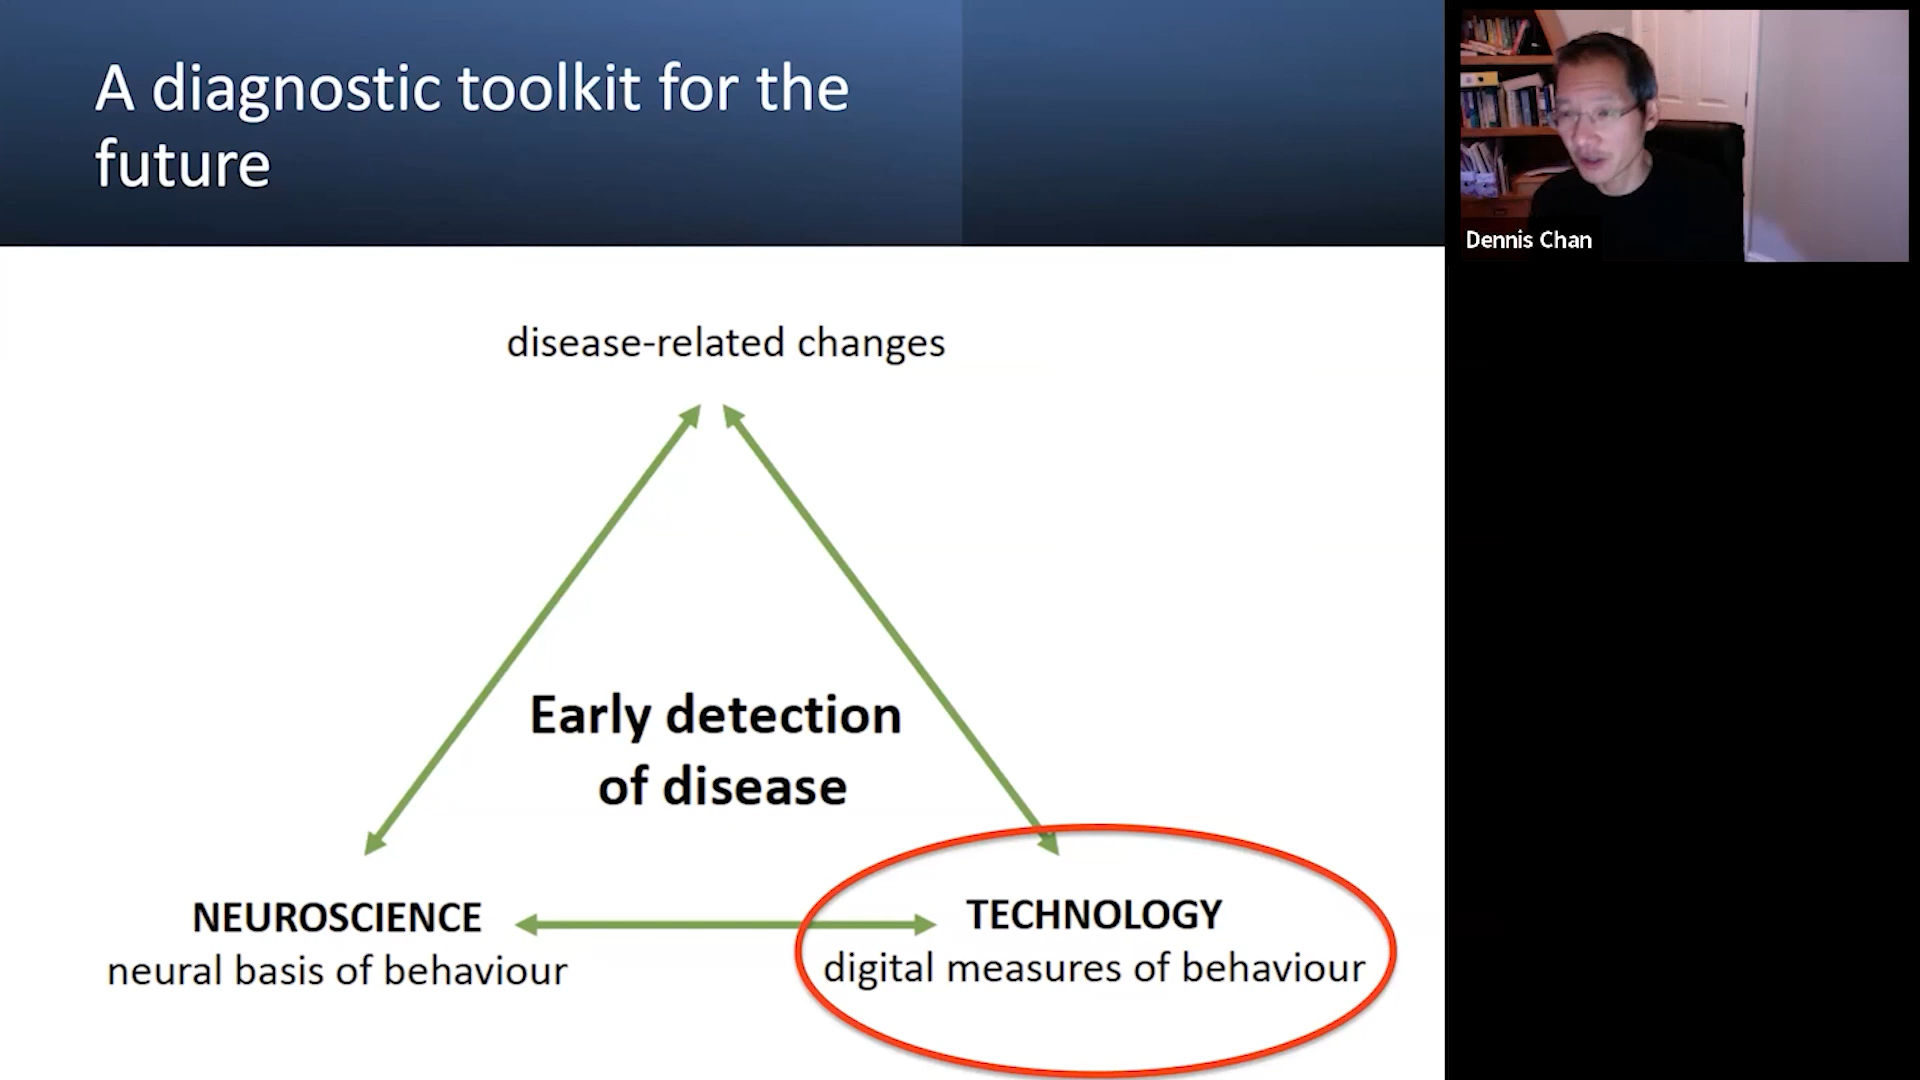 A diagnostic toolkit for the
future
Dennis Chan
disease-related changes
Early detection
of disease
NEUROSCIENCE
neural basis of behaviour
TECHNOLOGY
digital measures of behaviour